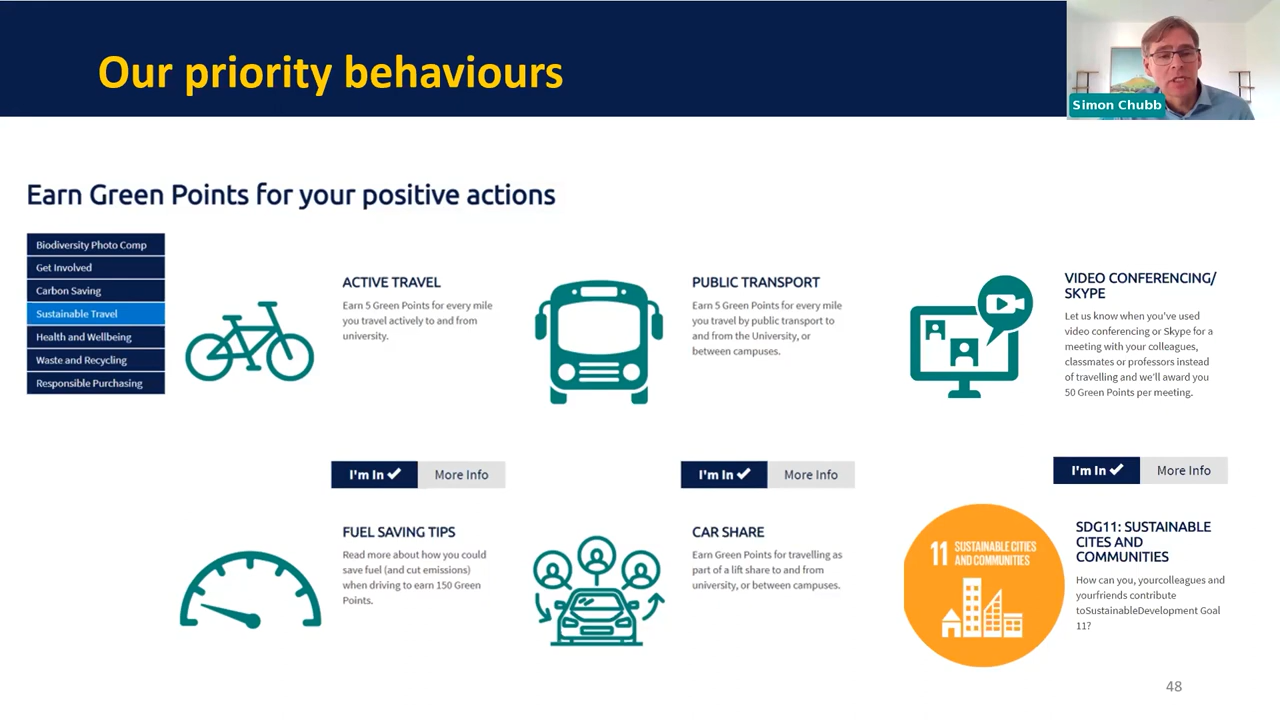 Our priority behaviours
Simon Chubb
Earn Green Points for your positive actions
Biodiversity Photo Comp
Get Involved
Carbon Saving
Sustainable Travel
Health and Wellbeing
Waste and Recycling
Responsible Purchasing
ACTIVE TRAVEL
Earn 5 Green Points for every mile
you travel actively to and from
university.
I'm In
More Info
PUBLIC TRANSPORT
Earn 5 Green Points for every mile
you travel by public transport to
and from the University, or
between campuses.
I'm In
More Info
VIDEO CONFERENCING/
SKYPE
Let us know when you've used
video conferencing or Skype for a
meeting with your colleagues,
classmates or professors instead
of travelling and we'll award you
50 Green Points per meeting.
I'm In
More Info
FUEL SAVING TIPS
Read more about how you could
save fuel (and cut emissions)
when driving to earn 150 Green
Points.
CAR SHARE
Earn Green Points for travelling as
part of a lift share to and from
university, or between campuses.
11 SUSTAINABLE CITIES
AND COMMUNITIES
SDG11: SUSTAINABLE
CITES AND
COMMUNITIES
How can you, yourcolleagues and
yourfriends contribute
toSustainableDevelopment Goal
11?
48